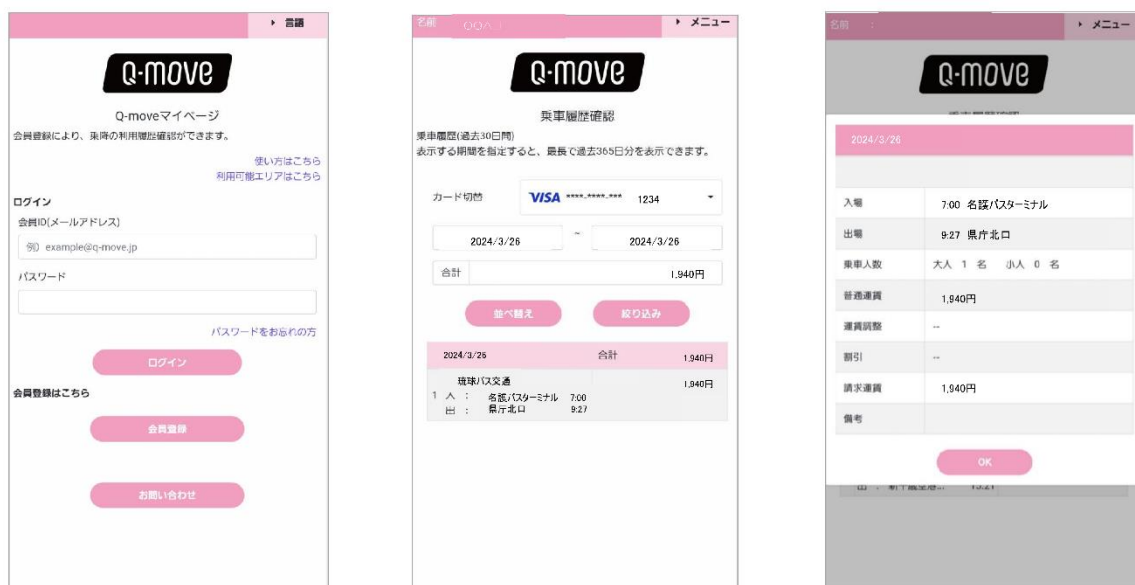 言語
Q-move
Q-moveマイページ
会員登録により、乗降の利用履歴確認ができます。
使い方はこちら
利用可能エリアはこちら
ログイン
会員ID(メールアドレス)
例) example@q-move.jp
パスワード
パスワードをお忘れの方
ログイン
会員登録はこちら
会員登録
お問い合わせ
名前
メニュー
Q-move
乗車履歴確認
乗車履歴(過去30日間)
表示する期間を指定すると、最長で過去365日分を表示できます。
カード切替 VISA ****-****-*** 1234
2024/3/26 ~ 2024/3/26
合計 1,940円
並べ替え 絞り込み
2024/3/26 合計 1,940円
琉球バス交通 1,940円
1 入 : 名護バスターミナル 7:00
出 : 県庁北口 9:27
名前 :
メニュー
Q-move
2024/3/26
入場 7:00 名護バスターミナル
出場 9:27 県庁北口
乗車人数 大人 1 名 小人 0 名
普通運賃 1,940円
運賃調整 --
割引 --
請求運賃 1,940円
備考
OK